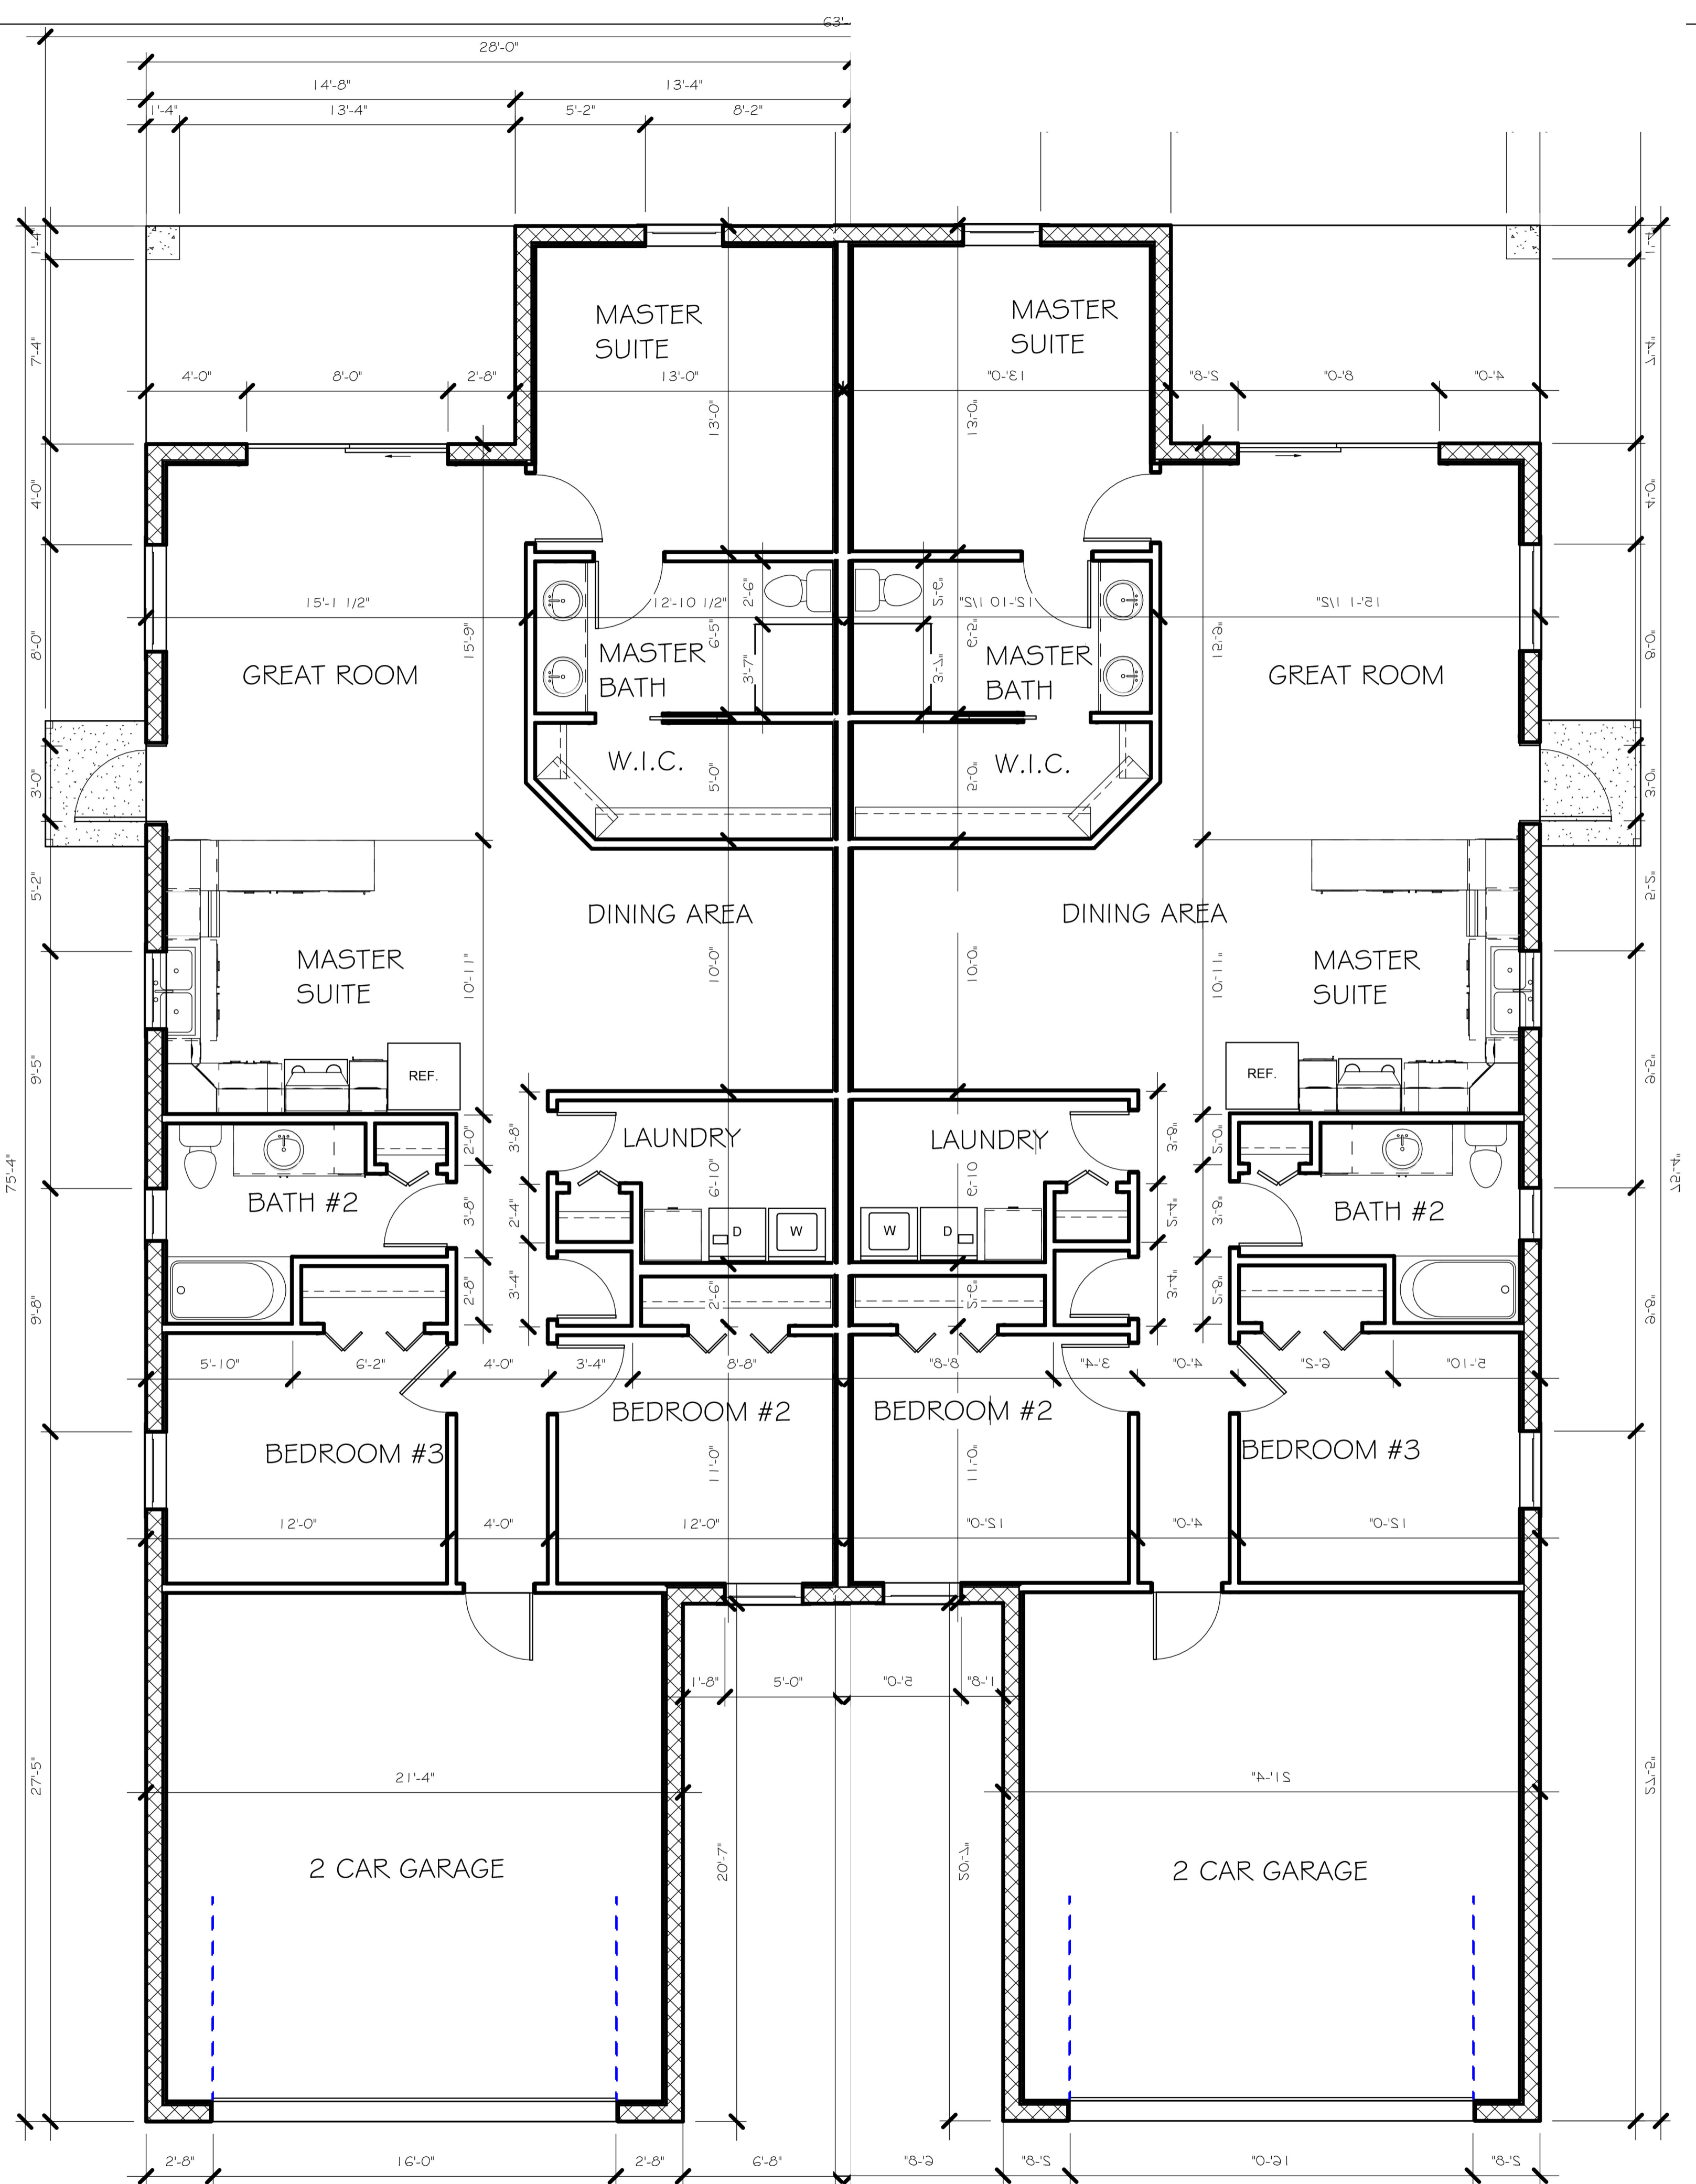 63'-
28'-0"
14'-8" 13'-4"
1'-4" 13'-4" 5'-2" 8'-2"
1'-4" 1'-4"
MASTER SUITE MASTER SUITE
7'-4" 7'-4"
4'-0" 8'-0" 2'-8" 13'-0" 13'-0" 2'-8" 8'-0" 4'-0"
13'-0" 13'-0"
4'-0" 4'-0"
2'-6" 2'-6"
15'-1 1/2" 12'-10 1/2" 12'-10 1/2" 15'-1 1/2"
8'-0" 15'-9" 6'-5" 6'-5" 15'-9" 8'-0"
GREAT ROOM MASTER BATH 3'-7" 3'-7" MASTER BATH GREAT ROOM
W.I.C. W.I.C.
3'-0" 5'-0" 5'-0" 3'-0"
5'-2" 5'-2"
DINING AREA DINING AREA
MASTER SUITE 10'-11" 10'-0" 10'-0" 10'-11" MASTER SUITE
9'-5" REF. REF. 9'-5"
2'-0" 3'-8" LAUNDRY LAUNDRY 3'-8" 2'-0"
75'-4" 6'-10" 6'-10 75'-4"
BATH #2 3'-8" 2'-4" 2'-4" 3'-8" BATH #2
D W W D
9'-8" 2'-8" 3'-4" 2'-6" 2'-6" 3'-4" 2'-8" 9'-8"
5'-10" 6'-2" 4'-0" 3'-4" 8'-8" 8'-8" 3'-4" 4'-0" 6'-2" 5'-10"
BEDROOM #2 BEDROOM #2
BEDROOM #3 11'-0" 11'-0" BEDROOM #3
12'-0" 4'-0" 12'-0" 12'-0" 4'-0" 12'-0"
1'-8" 5'-0" 5'-0" 1'-8"
27'-5" 21'-4" 21'-4" 27'-5"
20'-7" 20'-7"
2 CAR GARAGE 2 CAR GARAGE
2'-8" 16'-0" 2'-8" 6'-8" 6'-8" 2'-8" 16'-0" 2'-8"